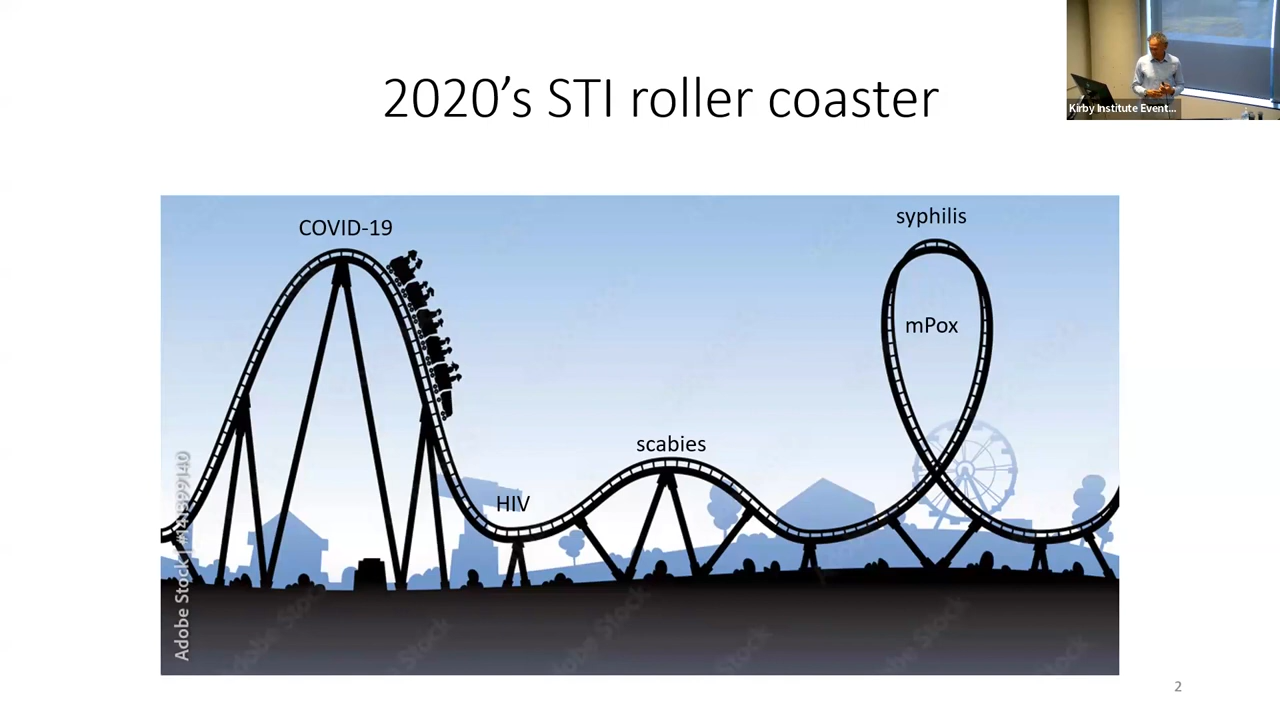 2020’s STI roller coaster
Kirby Institute Event...
COVID-19
syphilis
mPox
scabies
HIV
Adobe Stock
2